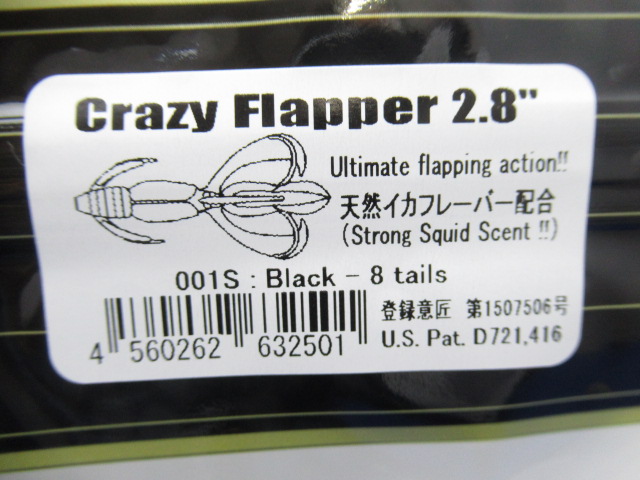 Crazy Flapper 2.8"
Ultimate flapping action!!
天然イカフレーバー配合
(Strong Squid Scent !!)
001S : Black - 8 tails
4 560262 632501
登録意匠 第1507506号
U.S. Pat. D721,416